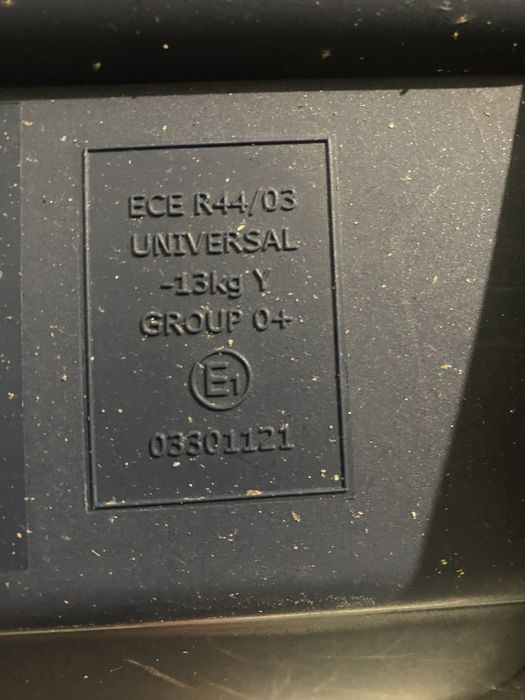 ECE R44/03
UNIVERSAL
-13kg Y
GROUP 0+
E1
03301121